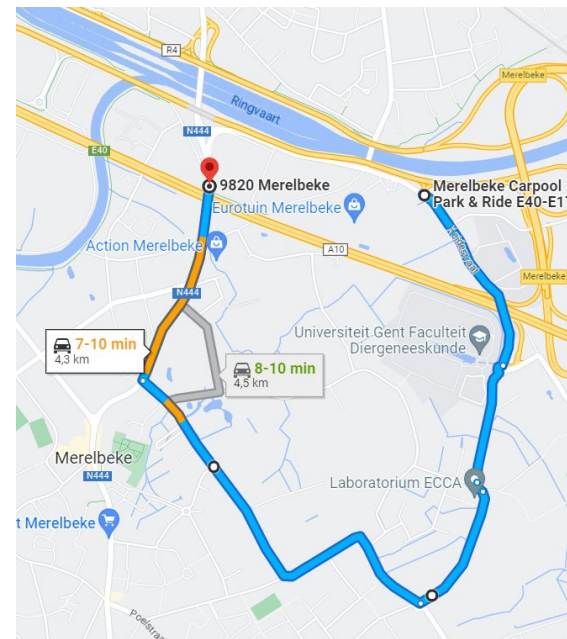 R4
Merelbeke
Ringvaart
N444
E40
9820 Merelbeke
Merelbeke Carpool
Park & Ride E40-E17
Eurotuin Merelbeke
Action Merelbeke
A10
N444
Merelbeke
Universiteit Gent Faculteit
Diergeneeskunde
7-10 min
4,3 km
8-10 min
4,5 km
Merelbeke
N444
Laboratorium ECCA
t Merelbeke